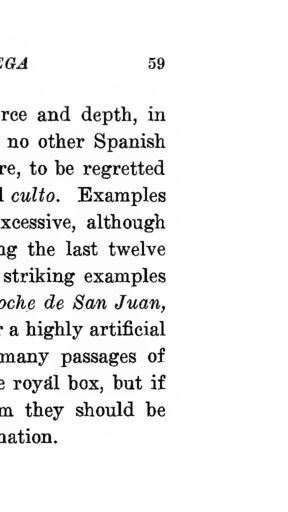 EGA 59
rce and depth, in
no other Spanish
re, to be regretted
l culto. Examples
xcessive, although
ng the last twelve
striking examples
oche de San Juan,
r a highly artificial
many passages of
e royál box, but if
m they should be
nation.